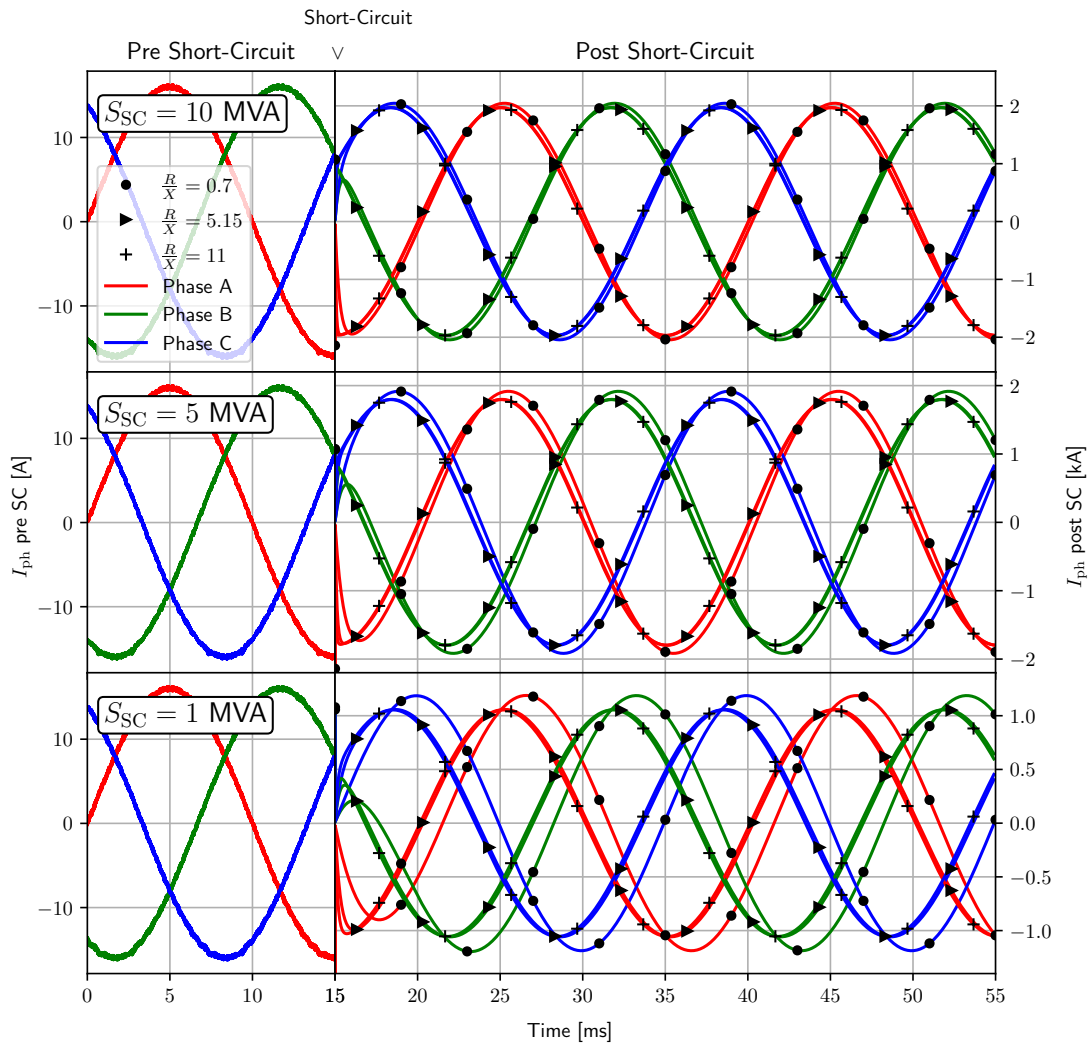 Short-Circuit
Pre Short-Circuit ∨ Post Short-Circuit
S_SC = 10 MVA
R/X = 0.7
R/X = 5.15
R/X = 11
Phase A
Phase B
Phase C
10
0
−10
2
1
0
−1
−2
S_SC = 5 MVA
10
0
−10
2
1
0
−1
−2
I_ph pre SC [A]
I_ph post SC [kA]
S_SC = 1 MVA
10
0
−10
1.0
0.5
0.0
−0.5
−1.0
0 5 10 15 15 20 25 30 35 40 45 50 55
Time [ms]